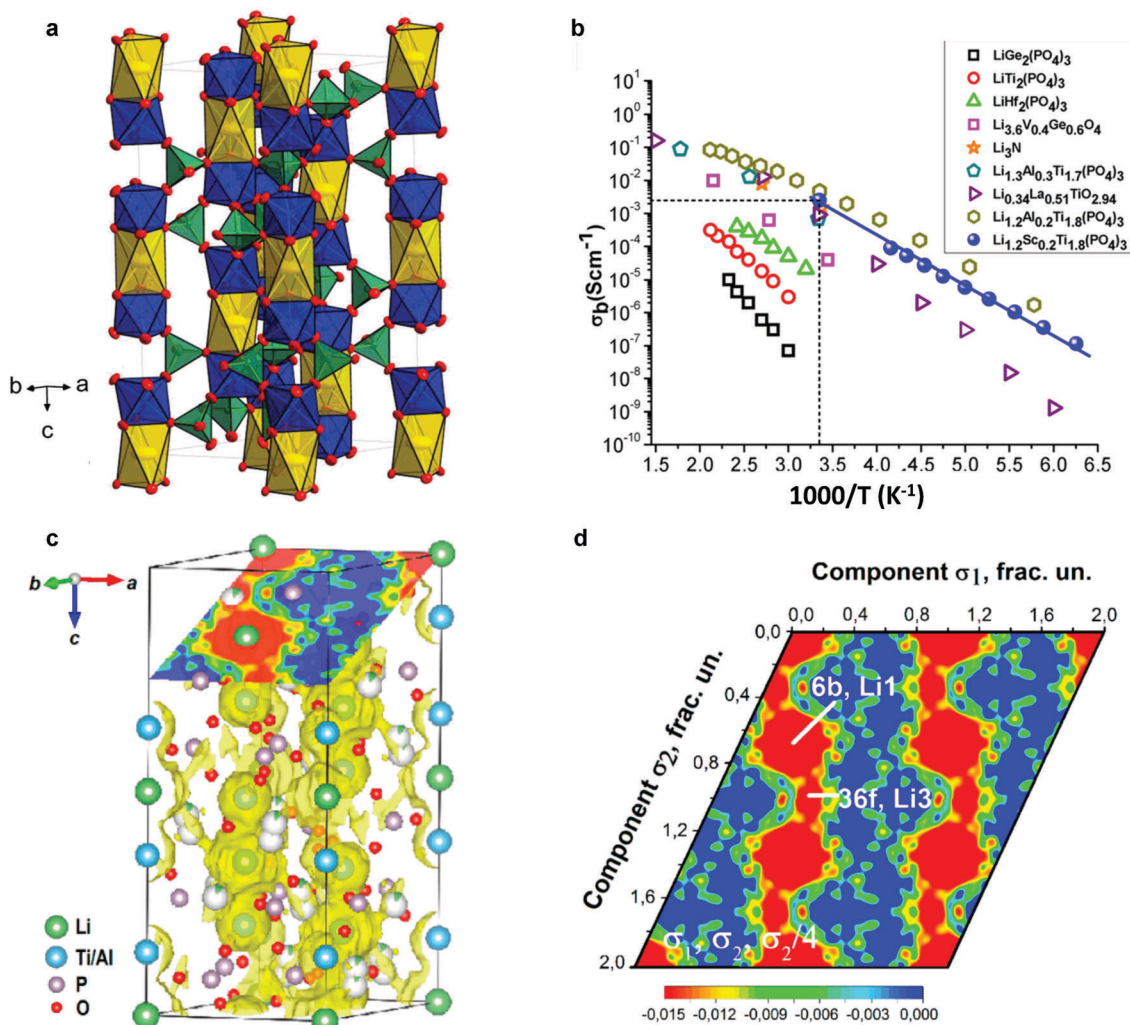 a
b
a
c
b
LiGe₂(PO₄)₃
LiTi₂(PO₄)₃
LiHf₂(PO₄)₃
Li₃.₆V₀.₄Ge₀.₆O₄
Li₃N
Li₁.₃Al₀.₃Ti₁.₇(PO₄)₃
Li₀.₃₄La₀.₅₁TiO₂.₉₄
Li₁.₂Al₀.₂Ti₁.₈(PO₄)₃
Li₁.₂Sc₀.₂Ti₁.₈(PO₄)₃
σb(Scm⁻¹)
10¹
10⁰
10⁻¹
10⁻²
10⁻³
10⁻⁴
10⁻⁵
10⁻⁶
10⁻⁷
10⁻⁸
10⁻⁹
10⁻¹⁰
1.5 2.0 2.5 3.0 3.5 4.0 4.5 5.0 5.5 6.0 6.5
1000/T (K⁻¹)
c
b
a
c
Li
Ti/Al
P
O
d
Component σ1, frac. un.
0,0 0,4 0,8 1,2 1,6 2,0
Component σ2, frac. un.
0,0
0,4
0,8
1,2
1,6
2,0
6b, Li1
36f, Li3
σ₁, σ₂, σ₂/4
-0,015 -0,012 -0,009 -0,006 -0,003 0,000